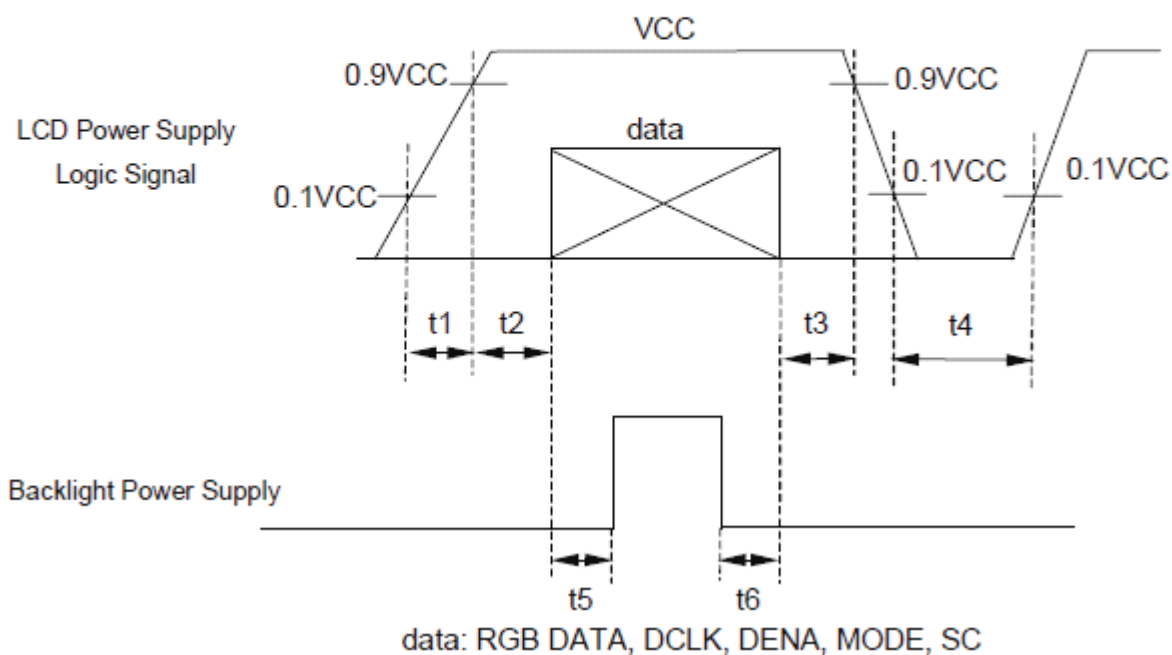 VCC
0.9VCC
0.9VCC
LCD Power Supply
Logic Signal
data
0.1VCC
0.1VCC
0.1VCC
t1
t2
t3
t4
Backlight Power Supply
t5
t6
data: RGB DATA, DCLK, DENA, MODE, SC